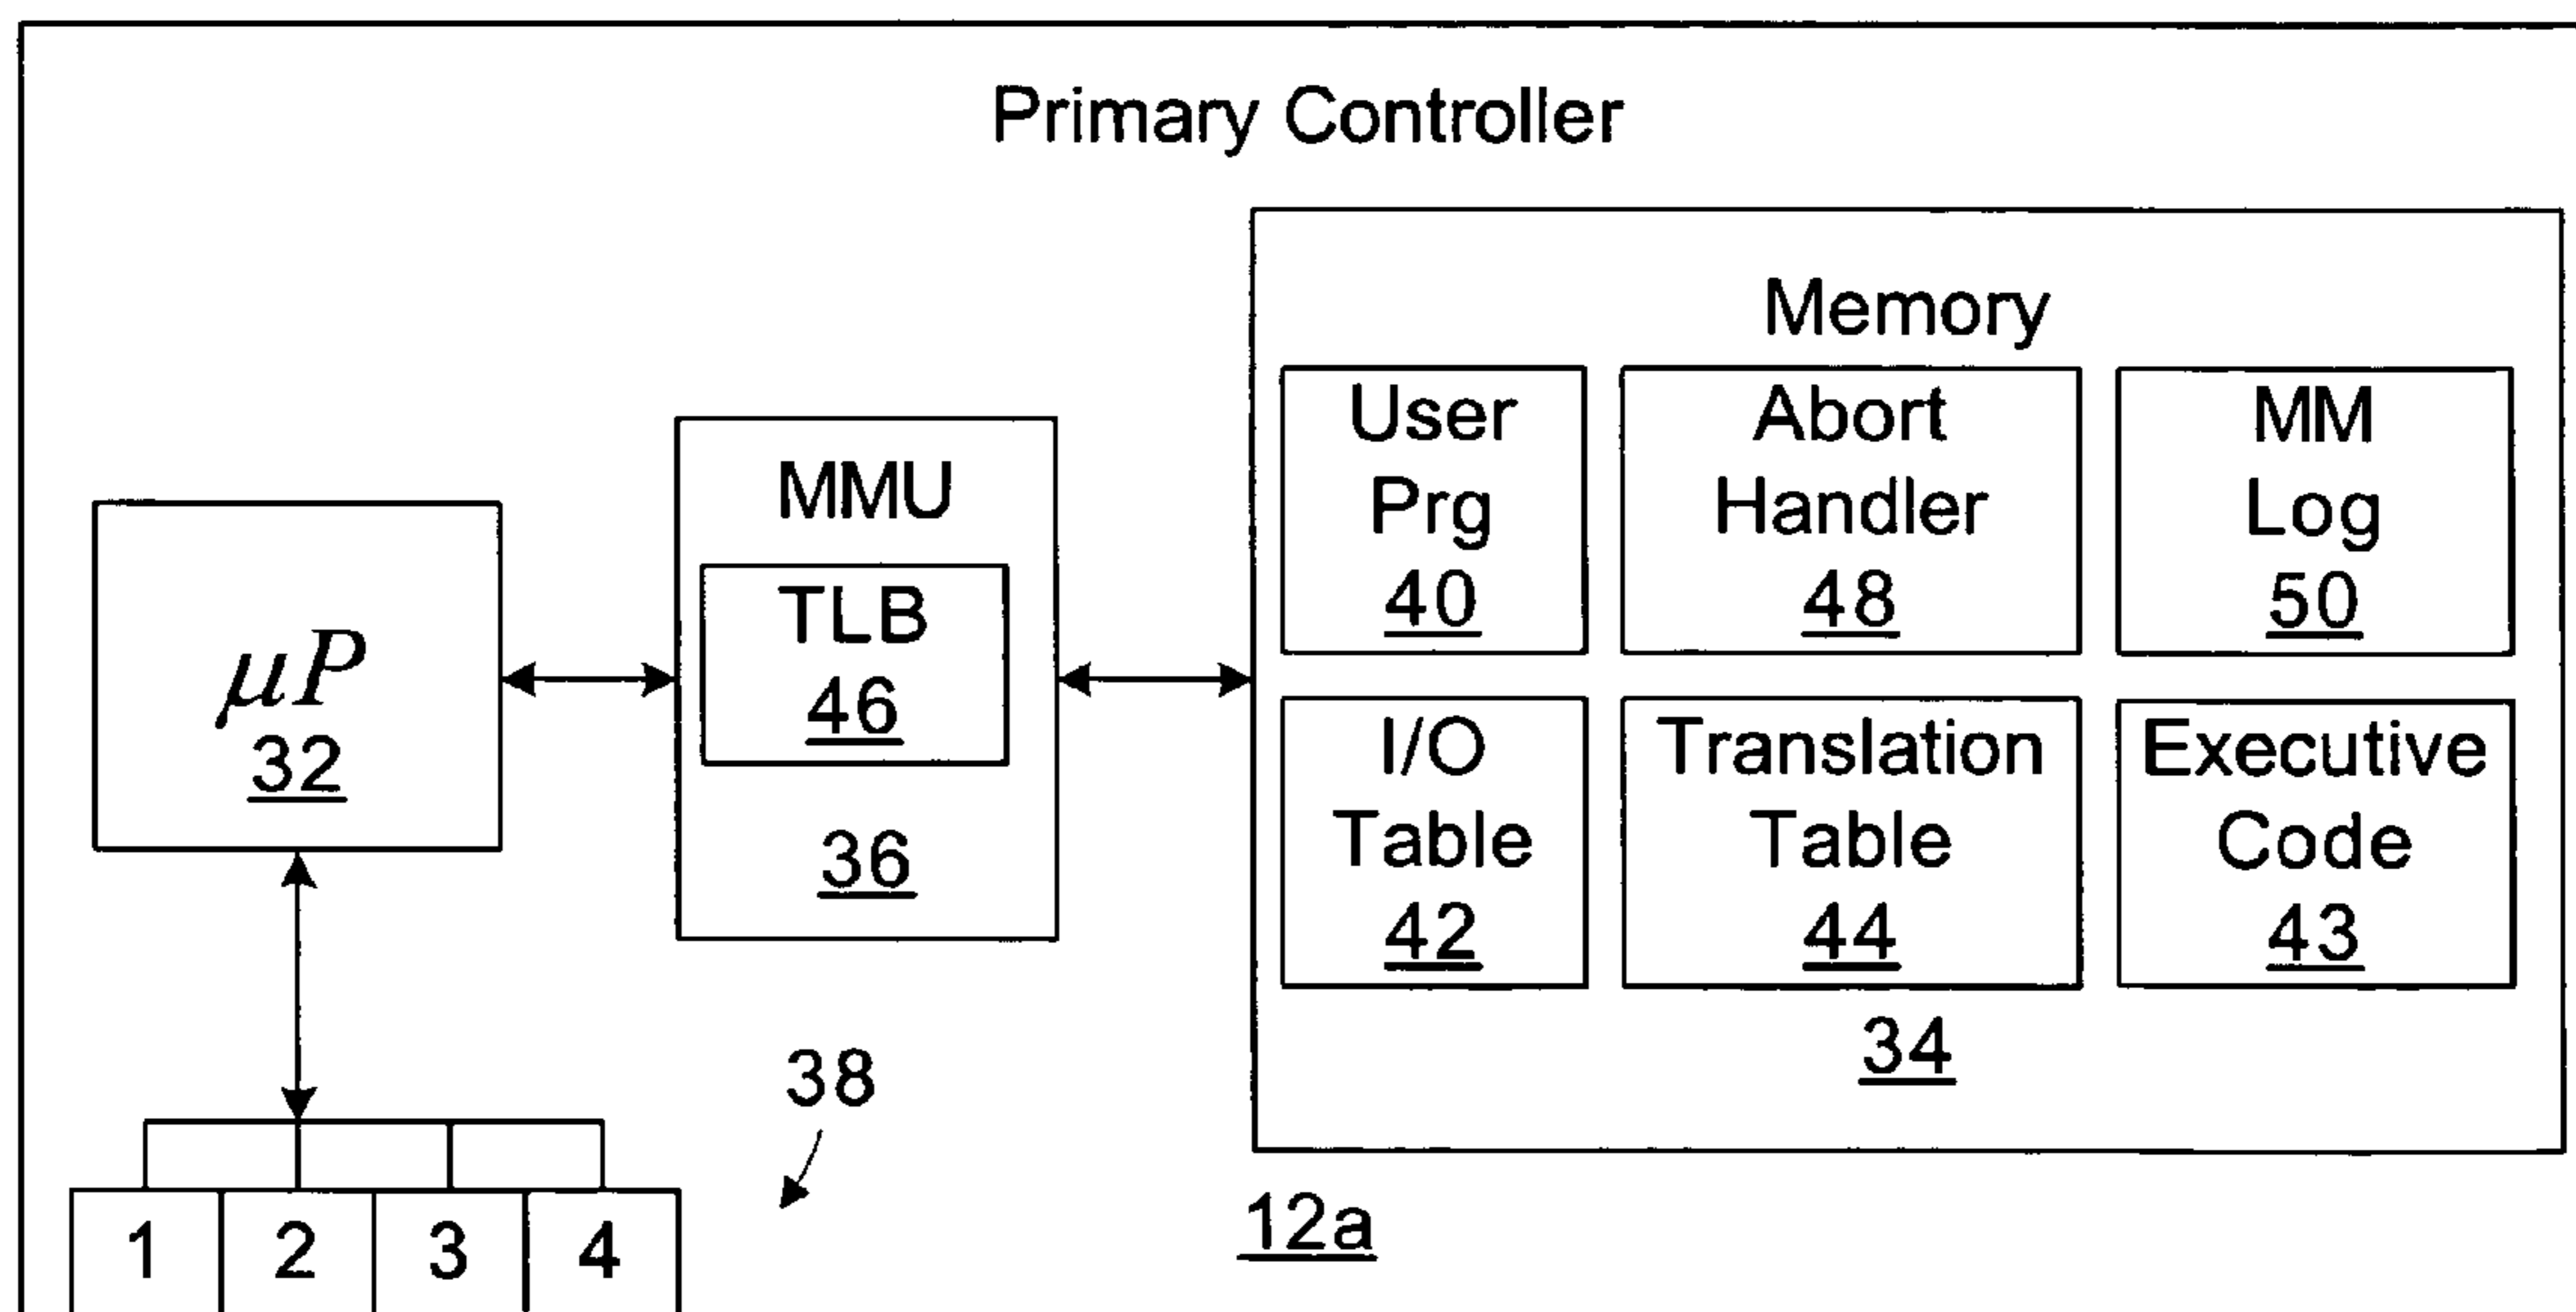 Primary Controller
Memory
User
Prg
40
Abort
Handler
48
MM
Log
50
MMU
TLB
46
36
μP
32
I/O
Table
42
Translation
Table
44
Executive
Code
43
34
38
12a
1 2 3 4